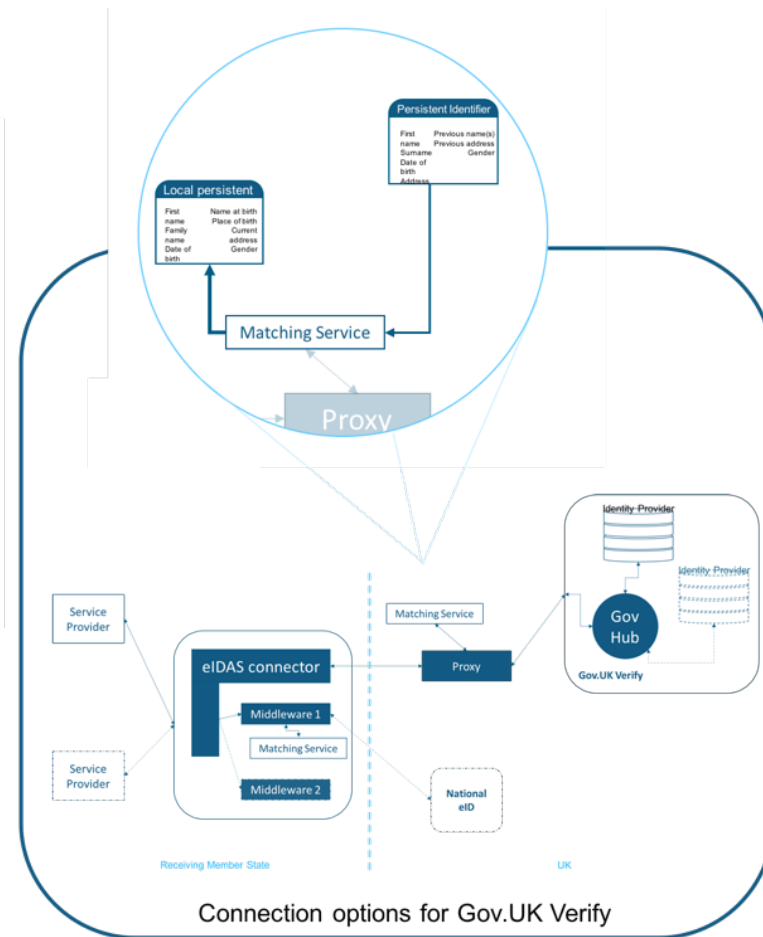 Persistent Identifier
First name
Surname
Date of birth
Address
Previous name(s)
Previous address
Gender
Local persistent
First name
Family name
Date of birth
Name at birth
Place of birth
Current address
Gender
Matching Service
Proxy
Identity Provider
Identity Provider
Gov
Hub
Gov.UK Verify
Service
Provider
Matching Service
eIDAS connector
Proxy
Middleware 1
Matching Service
Service
Provider
Middleware 2
National
eID
Receiving Member State
UK
Connection options for Gov.UK Verify